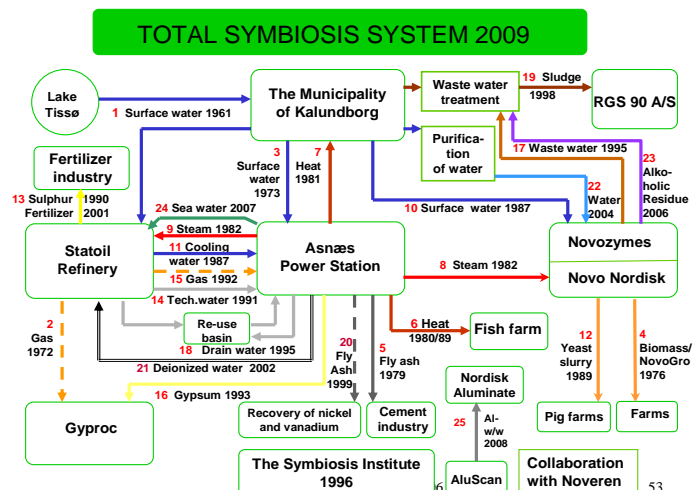 TOTAL SYMBIOSIS SYSTEM 2009
Lake
Tissø
1 Surface water 1961
The Municipality
of Kalundborg
Waste water
treatment
19 Sludge
1998
RGS 90 A/S
Fertilizer
industry
3
Surface
water
1973
7
Heat
1981
Purifica-
tion
of water
17 Waste water 1995
23
Alko-
holic
Residue
2006
13 Sulphur 1990
Fertilizer 2001
22
Water
2004
10 Surface water 1987
24 Sea water 2007
9 Steam 1982
11 Cooling
water 1987
15 Gas 1992
14 Tech.water 1991
Statoil
Refinery
Asnæs
Power Station
8 Steam 1982
Novozymes
Novo Nordisk
2
Gas
1972
Re-use
basin
18 Drain water 1995
21 Deionized water 2002
16 Gypsum 1993
20
Fly
Ash
1999
5
Fly ash
1979
6 Heat
1980/89
Fish farm
12
Yeast
slurry
1989
4
Biomass/
NovoGro
1976
Gyproc
Recovery of nickel
and vanadium
Cement
industry
Nordisk
Aluminate
25
Al-
w/w
2008
Pig farms
Farms
The Symbiosis Institute
1996
6
AluScan
Collaboration
with Noveren
53